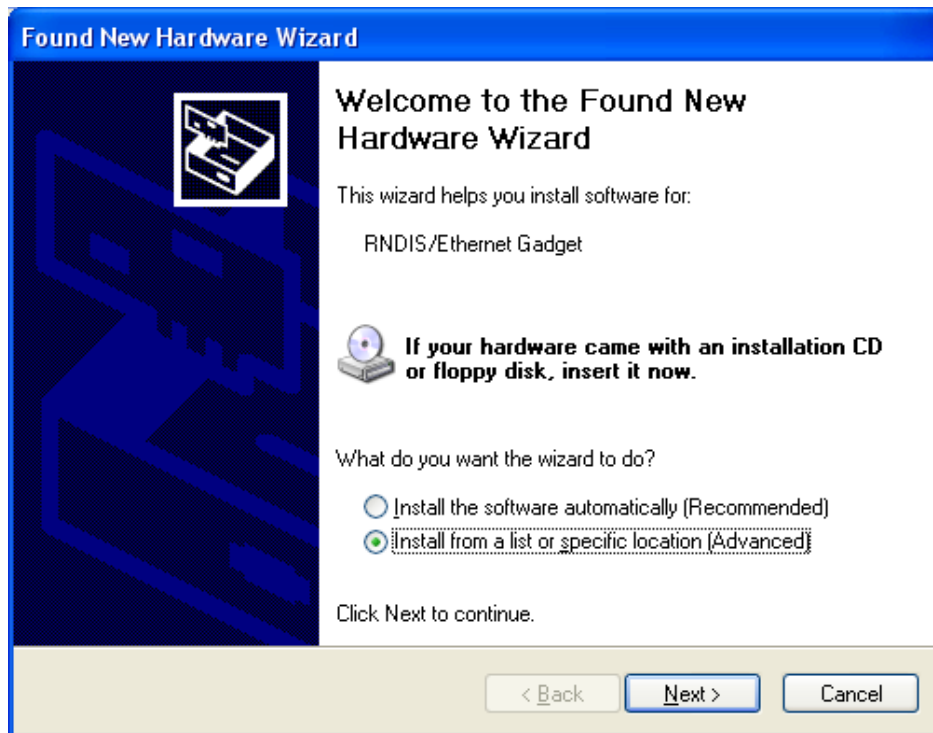 Found New Hardware Wizard
Welcome to the Found New
Hardware Wizard
This wizard helps you install software for:
RNDIS/Ethernet Gadget
If your hardware came with an installation CD
or floppy disk, insert it now.
What do you want the wizard to do?
Install the software automatically (Recommended)
Install from a list or specific location (Advanced)
Click Next to continue.
< Back
Next >
Cancel